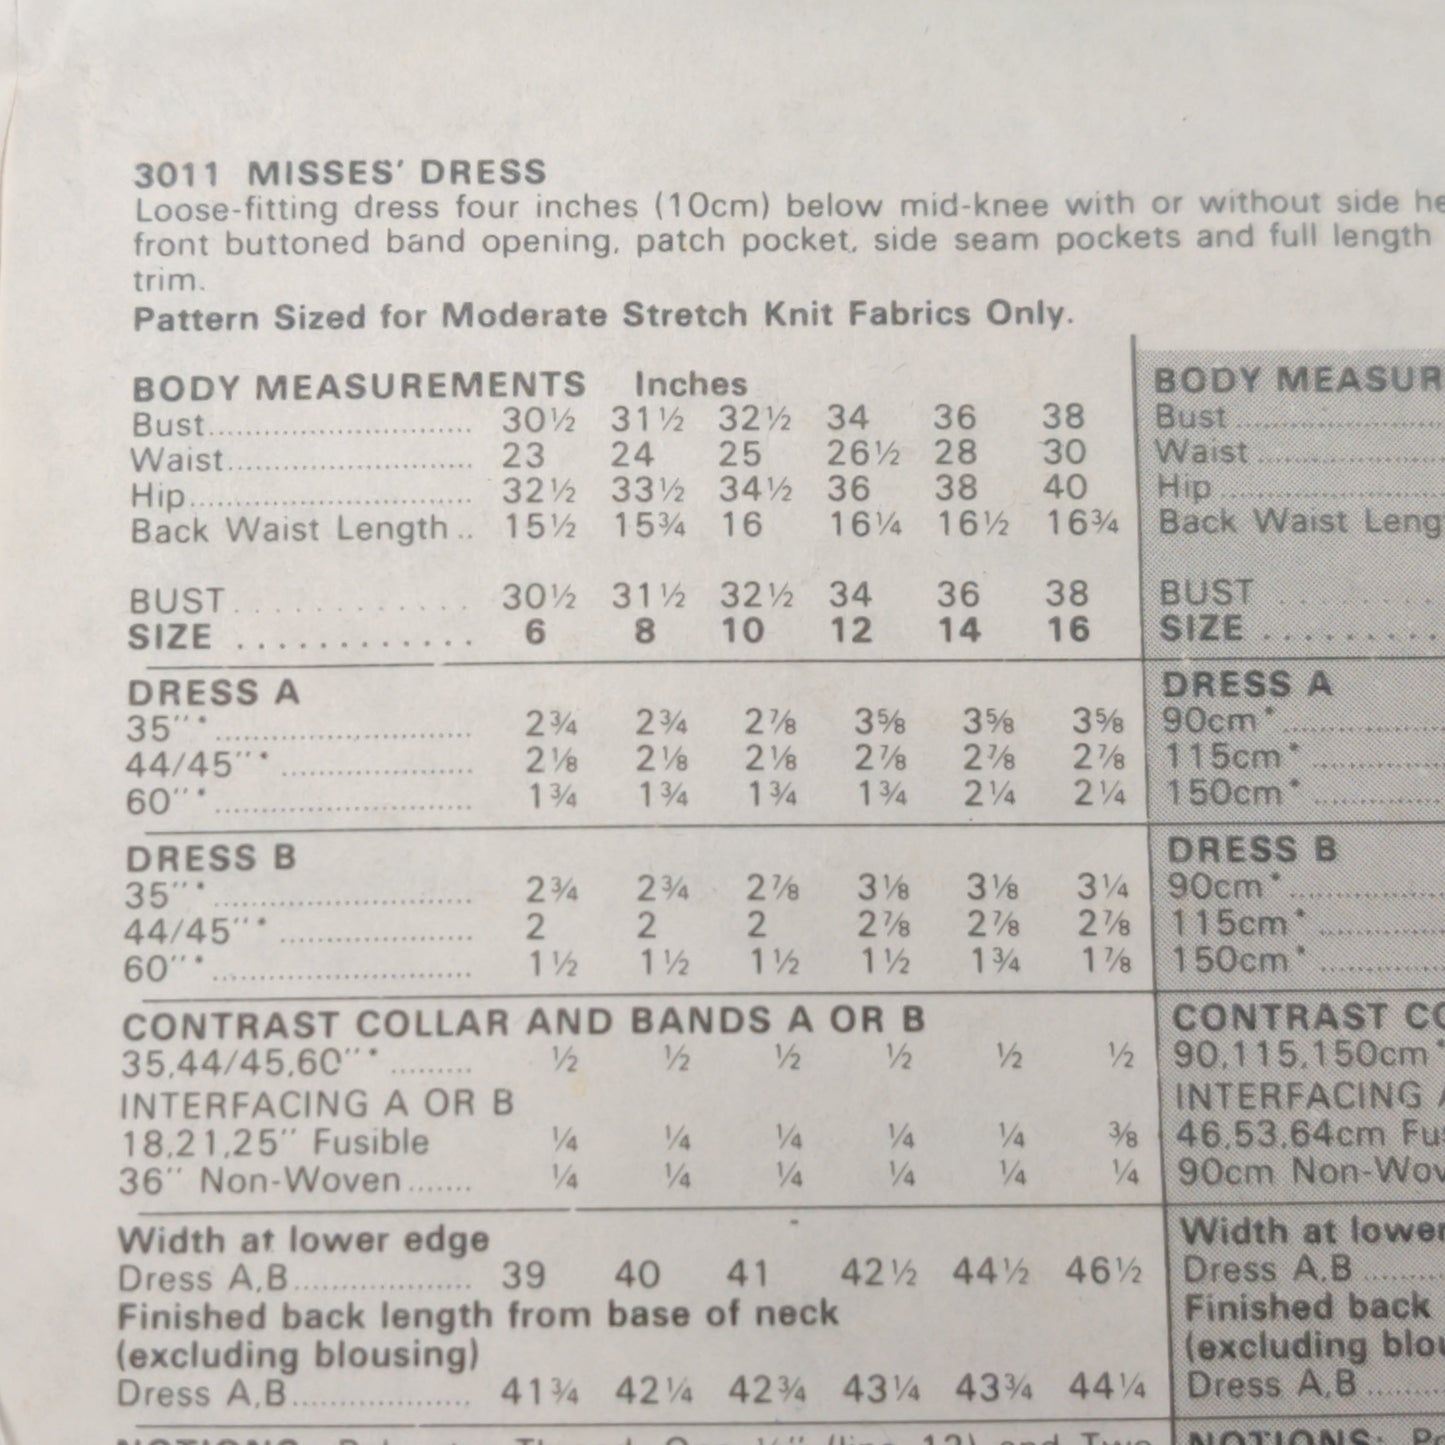 3011 MISSES' DRESS
Loose-fitting dress four inches (10cm) below mid-knee with or without side
front buttoned band opening, patch pocket, side seam pockets and full length
trim.
Pattern Sized for Moderate Stretch Knit Fabrics Only.
BODY MEASUREMENTS Inches
Bust.............................. 30½ 31½ 32½ 34 36 38
Waist........................... 23 24 25 26½ 28 30
Hip............................... 32½ 33½ 34½ 36 38 40
Back Waist Length .. 15½ 15¾ 16 16¼ 16½ 16¾
BUST. . . . . . . . . . . . . 30½ 31½ 32½ 34 36 38
SIZE . . . . . . . . . . . . . 6 8 10 12 14 16
DRESS A
35''* ............................. 2¾ 2¾ 2⅞ 3⅝ 3⅝ 3⅝
44/45''* ...................... 2⅛ 2⅛ 2⅛ 2⅞ 2⅞ 2⅞
60''* ............................. 1¾ 1¾ 1¾ 1¾ 2¼ 2¼
DRESS B
35''* ............................. 2¾ 2¾ 2⅞ 3⅛ 3⅛ 3¼
44/45''* ...................... 2 2 2 2⅞ 2⅞ 2⅞
60''* ............................. 1½ 1½ 1½ 1½ 1¾ 1⅞
CONTRAST COLLAR AND BANDS A OR B
35,44/45,60''* ......... ½ ½ ½ ½ ½ ½
INTERFACING A OR B
18,21,25'' Fusible ¼ ¼ ¼ ¼ ¼ ⅜
36'' Non-Woven ....... ¼ ¼ ¼ ¼ ¼ ¼
Width at lower edge
Dress A,B.................... 39 40 41 42½ 44½ 46½
Finished back length from base of neck
(excluding blousing)
Dress A,B.................... 41¾ 42¼ 42¾ 43¼ 43¾ 44¼
BODY
Bust ........................
Waist .....................
Hip .........................
Back Waist
BUST . . . . . . . .
SIZE . . . . . . . . .
DRESS A
90cm* ..................
115cm* ...............
150cm* ...............
DRESS B
90cm* ..................
115cm* ...............
150cm* ...............
CONTRAST
90,115,150cm*
INTERFACING
46,53,64cm
90cm
Width at
Dress A,B .........
Finished back
(excluding
Dress A,B .........
NOTIONS: